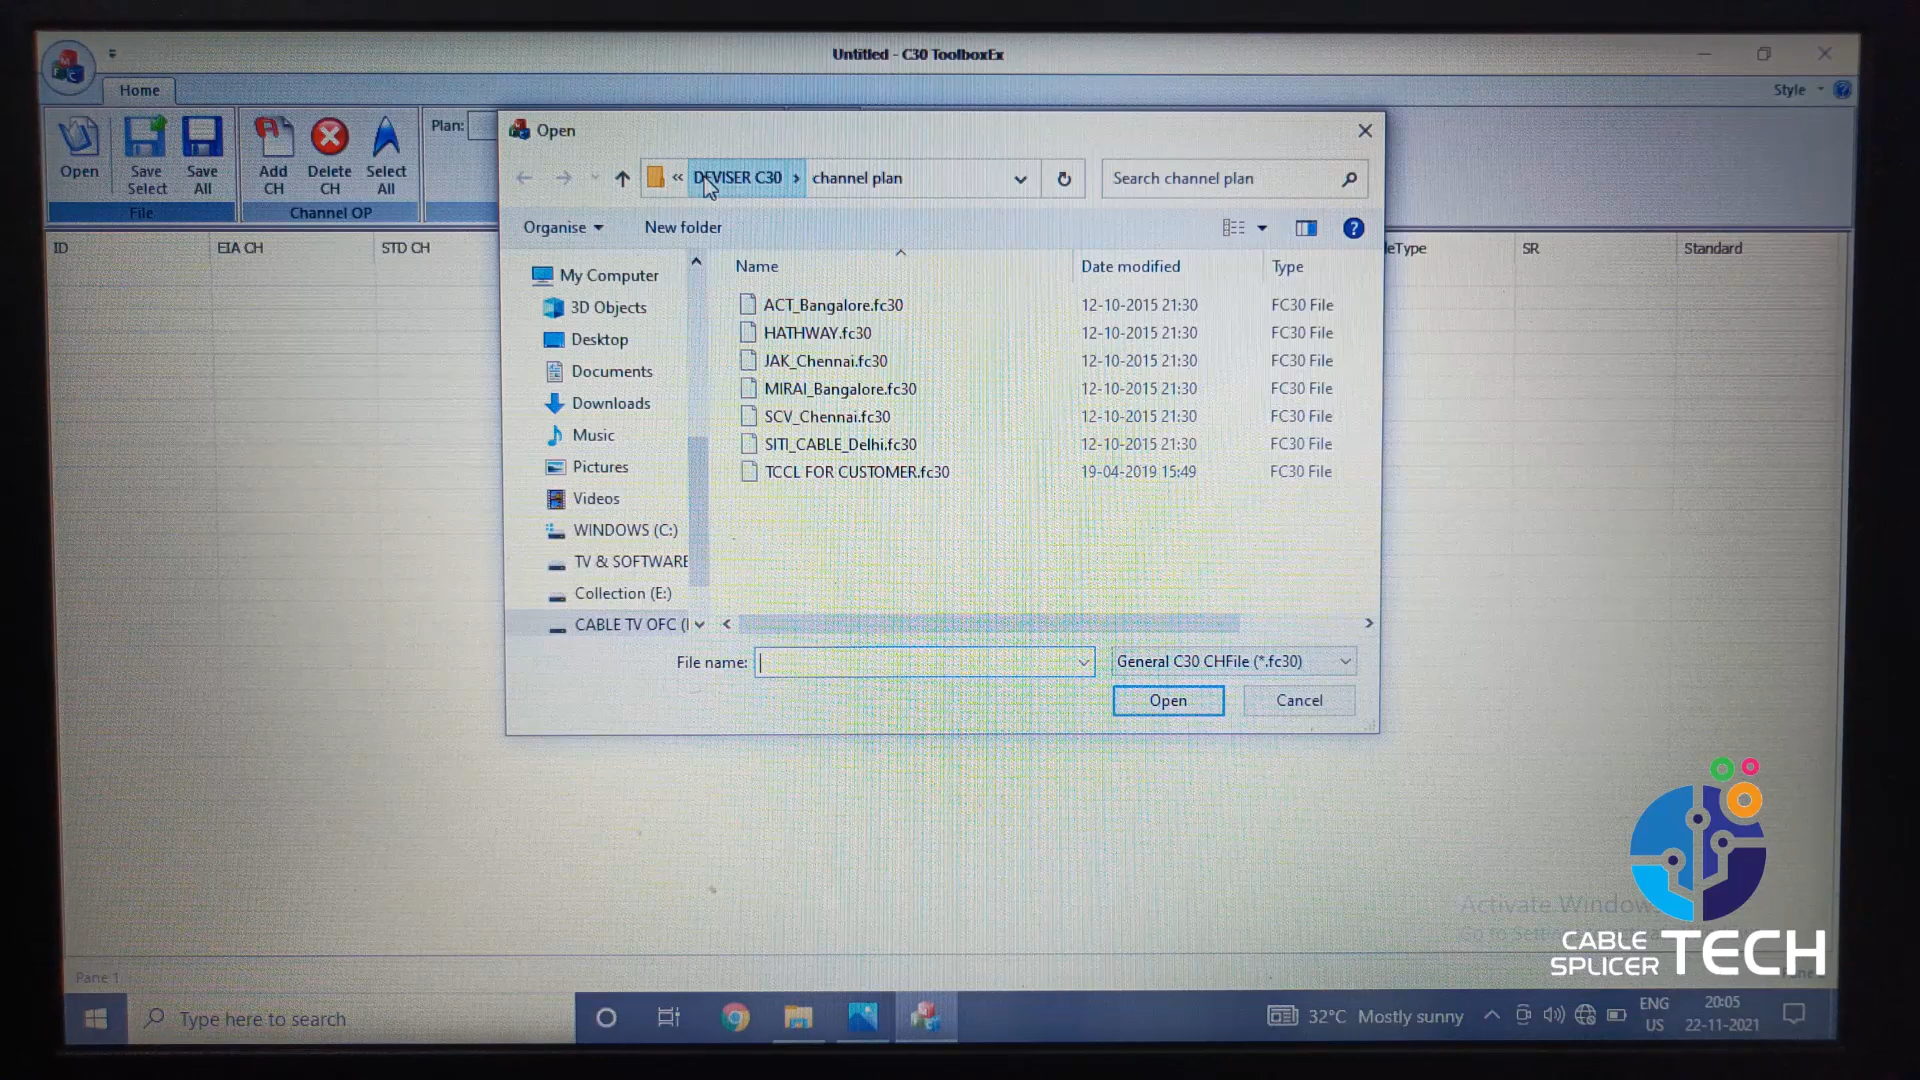 Untitled - C30 ToolboxEx
Home
Style
Open
Save Select
Save All
Add CH
Delete CH
Select All
Plan:
File
Channel OP
ID
EIA CH
STD CH
SR
Standard
Open
« DEVISER C30 › channel plan
Search channel plan
Organise
New folder
My Computer
3D Objects
Desktop
Documents
Downloads
Music
Pictures
Videos
WINDOWS (C:)
TV & SOFTWARE
Collection (E:)
CABLE TV OFC (
Name Date modified Type
ACT_Bangalore.fc30 12-10-2015 21:30 FC30 File
HATHWAY.fc30 12-10-2015 21:30 FC30 File
JAK_Chennai.fc30 12-10-2015 21:30 FC30 File
MIRAI_Bangalore.fc30 12-10-2015 21:30 FC30 File
SCV_Chennai.fc30 12-10-2015 21:30 FC30 File
SITI_CABLE_Delhi.fc30 12-10-2015 21:30 FC30 File
TCCL FOR CUSTOMER.fc30 19-04-2019 15:49 FC30 File
File name:
General C30 CHFile (*.fc30)
Open
Cancel
Activate Windows
CABLE SPLICER TECH
Pane 1
Type here to search
32°C Mostly sunny
ENG
US
20:05
22-11-2021